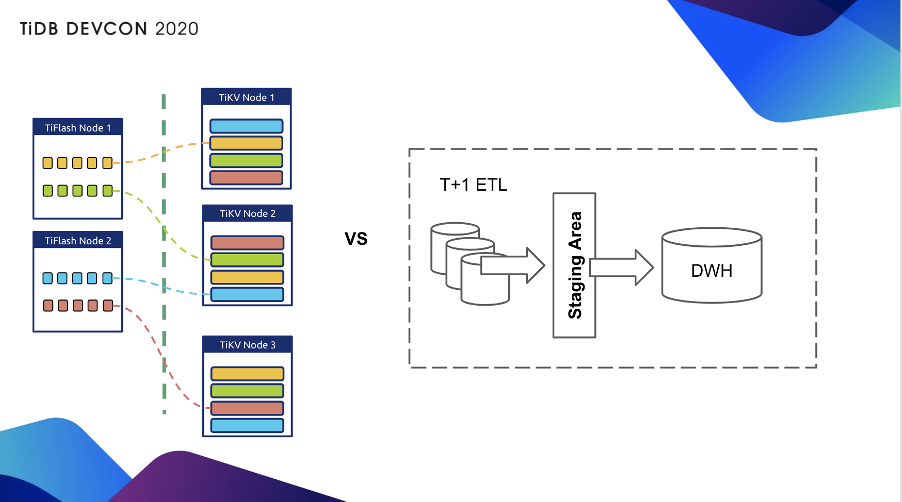 TiDB DEVCON 2020
TiFlash Node 1
TiFlash Node 2
TiKV Node 1
TiKV Node 2
TiKV Node 3
VS
T+1 ETL
Staging Area
DWH